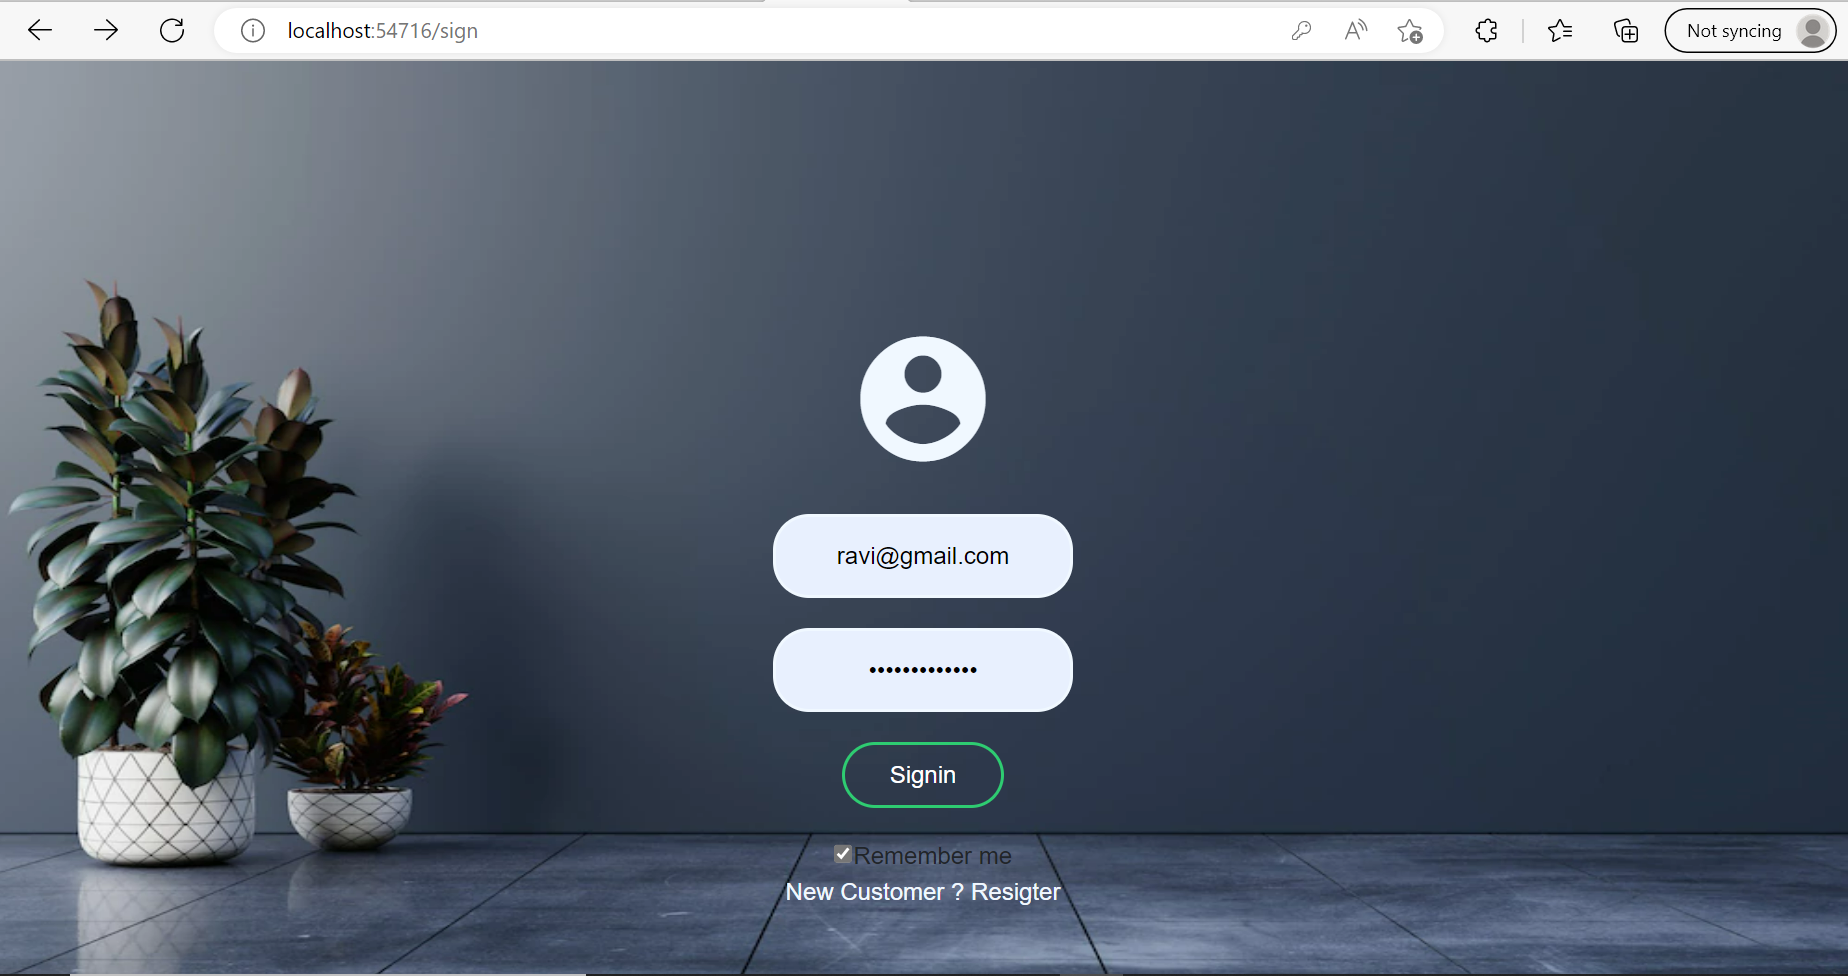 localhost:54716/sign
Not syncing
ravi@gmail.com
•••••••••••••
Signin
Remember me
New Customer ? Resigter